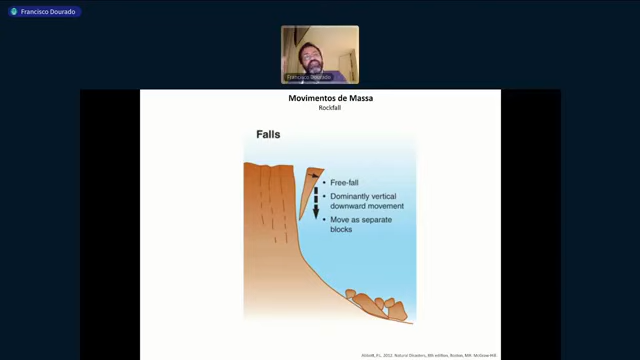 Francisco Dourado
Francisco Dourado
Movimentos de Massa
Rockfall
Falls
• Free-fall
• Dominantly vertical
downward movement
• Move as separate
blocks
Abbott, P.L. 2012. Natural Disasters, 8th edition, Boston, MA: McGraw-Hill